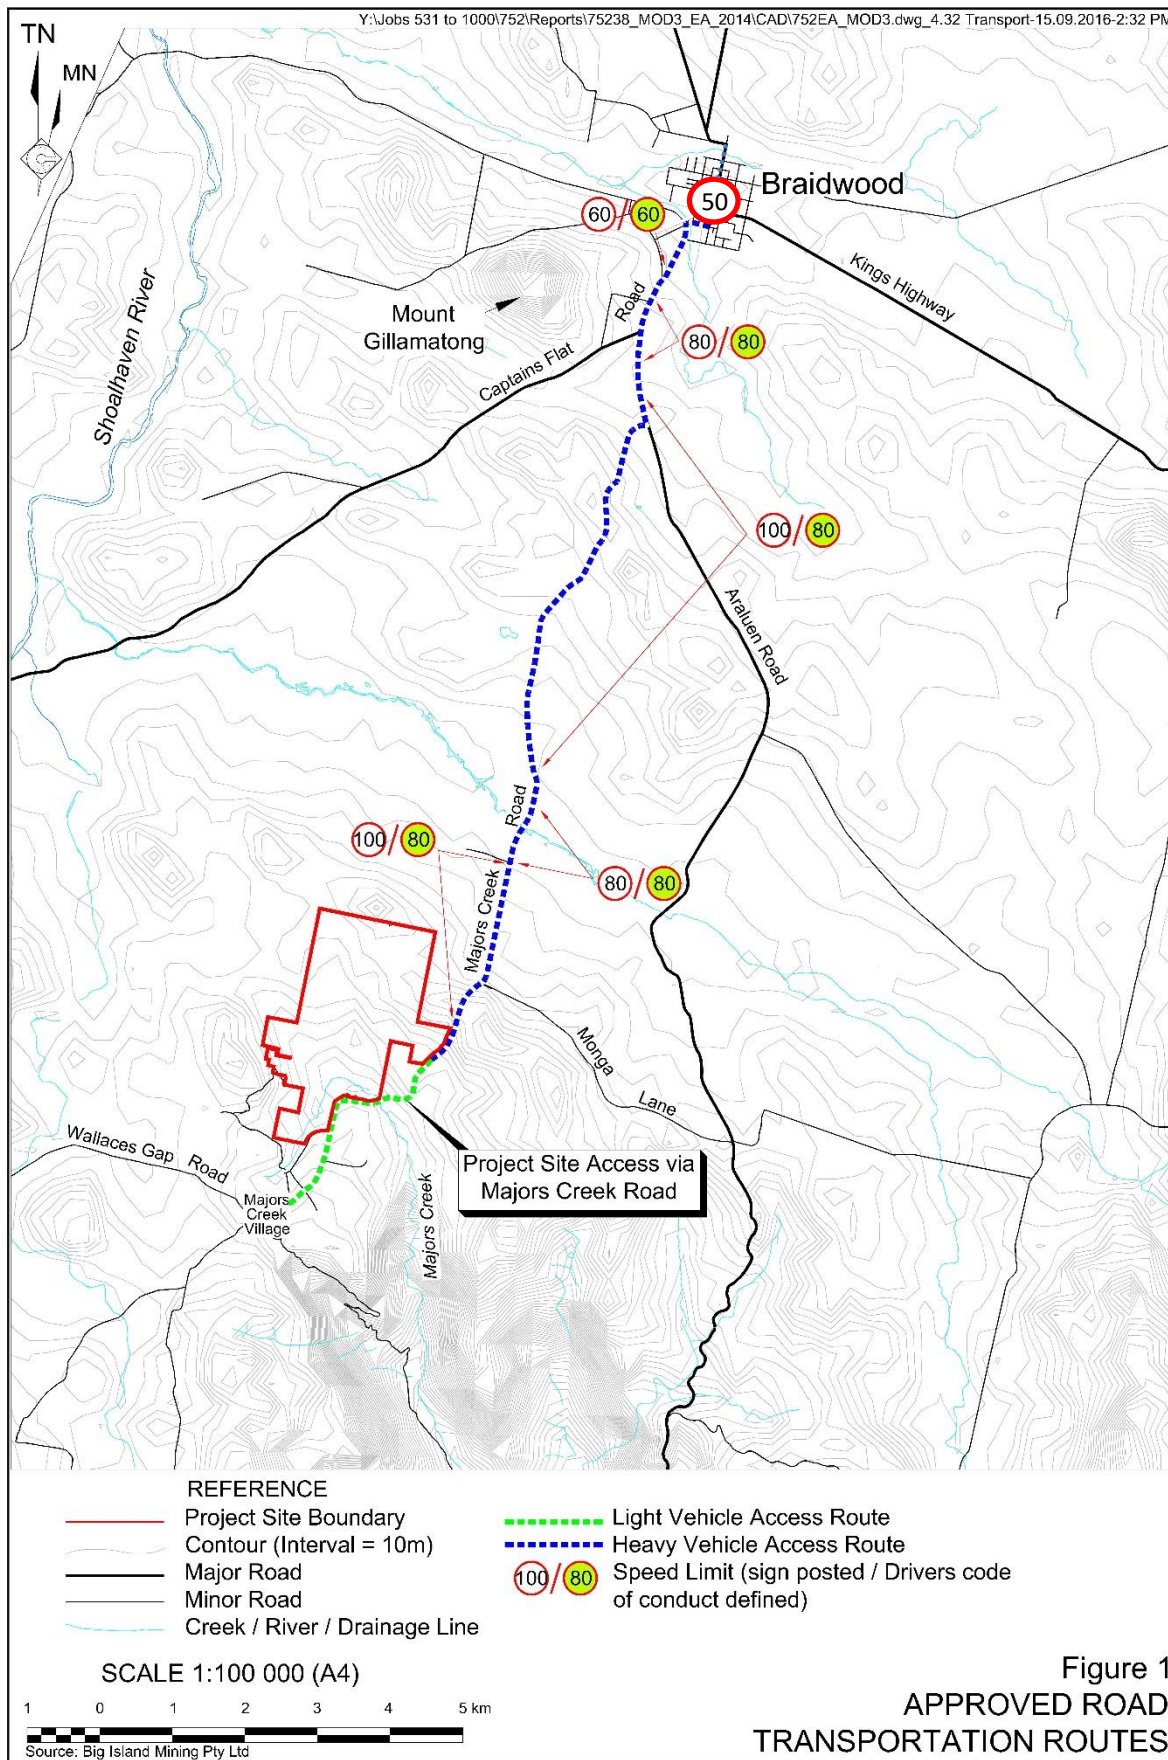 Y:\Jobs 531 to 1000\752\Reports\75238_MOD3_EA_2014\CAD\752EA_MOD3.dwg_4.32 Transport-15.09.2016-2:32 PM
TN
MN
Braidwood
50
60/60
Kings Highway
Road
Mount
Gillamatong
80/80
Captains Flat
Shoalhaven River
100/80
Araluen Road
Road
100/80
80/80
Majors Creek
Monga
Lane
Wallaces Gap Road
Project Site Access via
Majors Creek Road
Majors
Creek
Village
Majors Creek
REFERENCE
Project Site Boundary
Contour (Interval = 10m)
Major Road
Minor Road
Creek / River / Drainage Line
Light Vehicle Access Route
Heavy Vehicle Access Route
100/80 Speed Limit (sign posted / Drivers code
of conduct defined)
SCALE 1:100 000 (A4)
1 0 1 2 3 4 5 km
Source: Big Island Mining Pty Ltd
Figure 1
APPROVED ROAD
TRANSPORTATION ROUTES